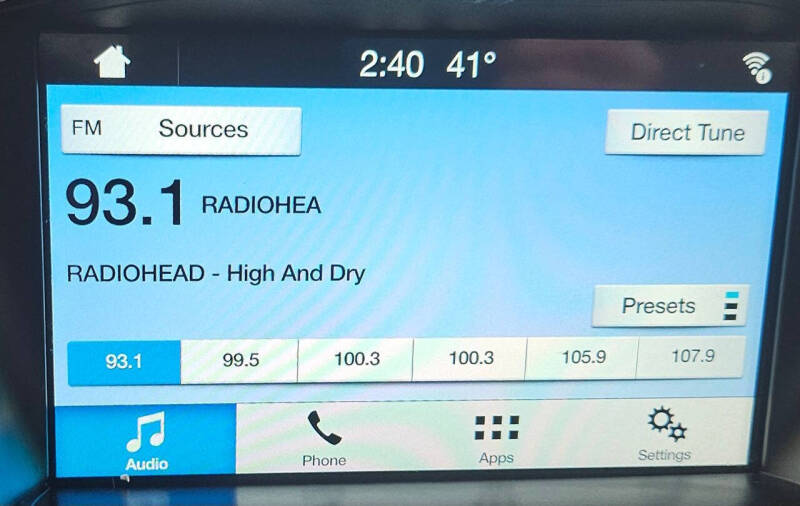 2:40 41°
FM Sources Direct Tune
93.1 RADIOHEA
RADIOHEAD - High And Dry
Presets
93.1 99.5 100.3 100.3 105.9 107.9
Audio Phone Apps Settings